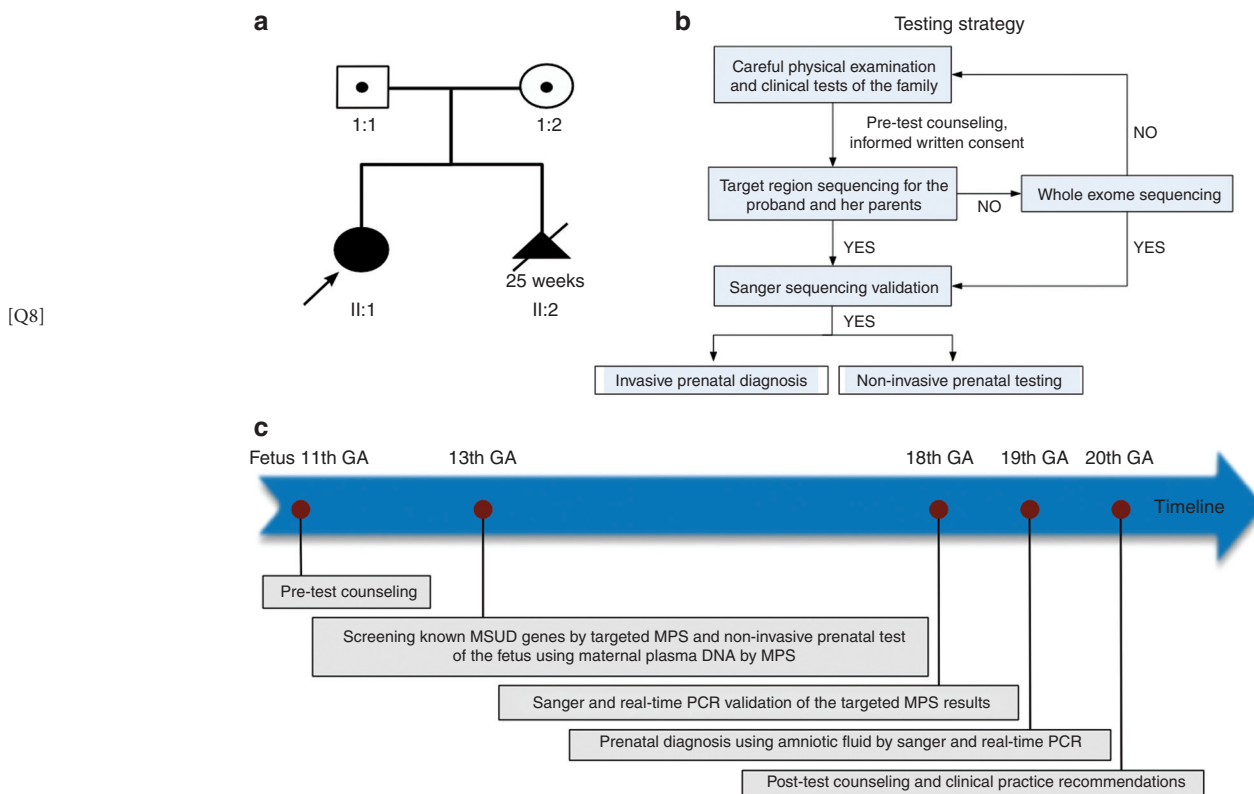 a
1:1
1:2
25 weeks
II:1
II:2
[Q8]
b
Testing strategy
Careful physical examination
and clinical tests of the family
Pre-test counseling,
informed written consent
NO
Target region sequencing for the
proband and her parents
NO
Whole exome sequencing
YES
YES
Sanger sequencing validation
YES
Invasive prenatal diagnosis
Non-invasive prenatal testing
c
Fetus 11th GA
13th GA
18th GA
19th GA
20th GA
Timeline
Pre-test counseling
Screening known MSUD genes by targeted MPS and non-invasive prenatal test
of the fetus using maternal plasma DNA by MPS
Sanger and real-time PCR validation of the targeted MPS results
Prenatal diagnosis using amniotic fluid by sanger and real-time PCR
Post-test counseling and clinical practice recommendations